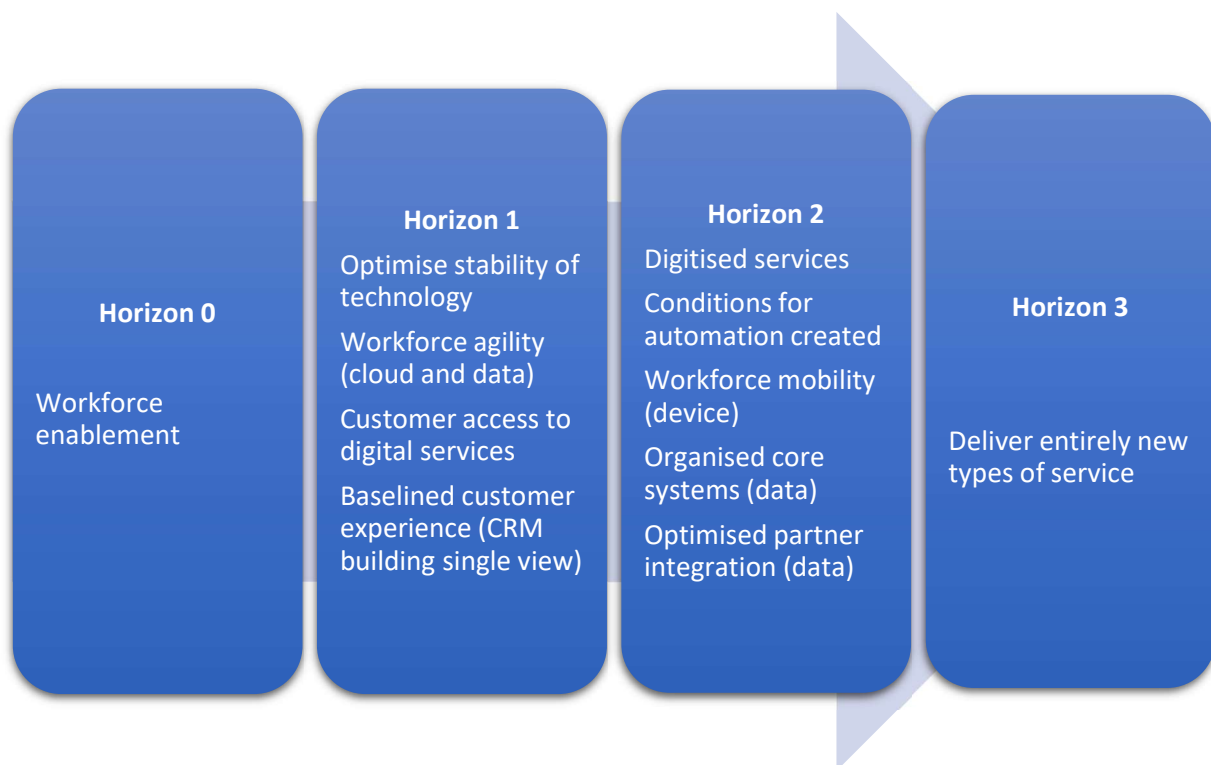 Horizon 0
Workforce
enablement
Horizon 1
Optimise stability of
technology
Workforce agility
(cloud and data)
Customer access to
digital services
Baselined customer
experience (CRM
building single view)
Horizon 2
Digitised services
Conditions for
automation created
Workforce mobility
(device)
Organised core
systems (data)
Optimised partner
integration (data)
Horizon 3
Deliver entirely new
types of service